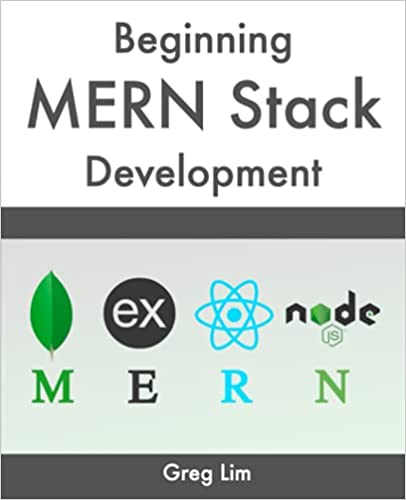 Beginning
MERN Stack
Development
ex
node
JS
M E R N
Greg Lim